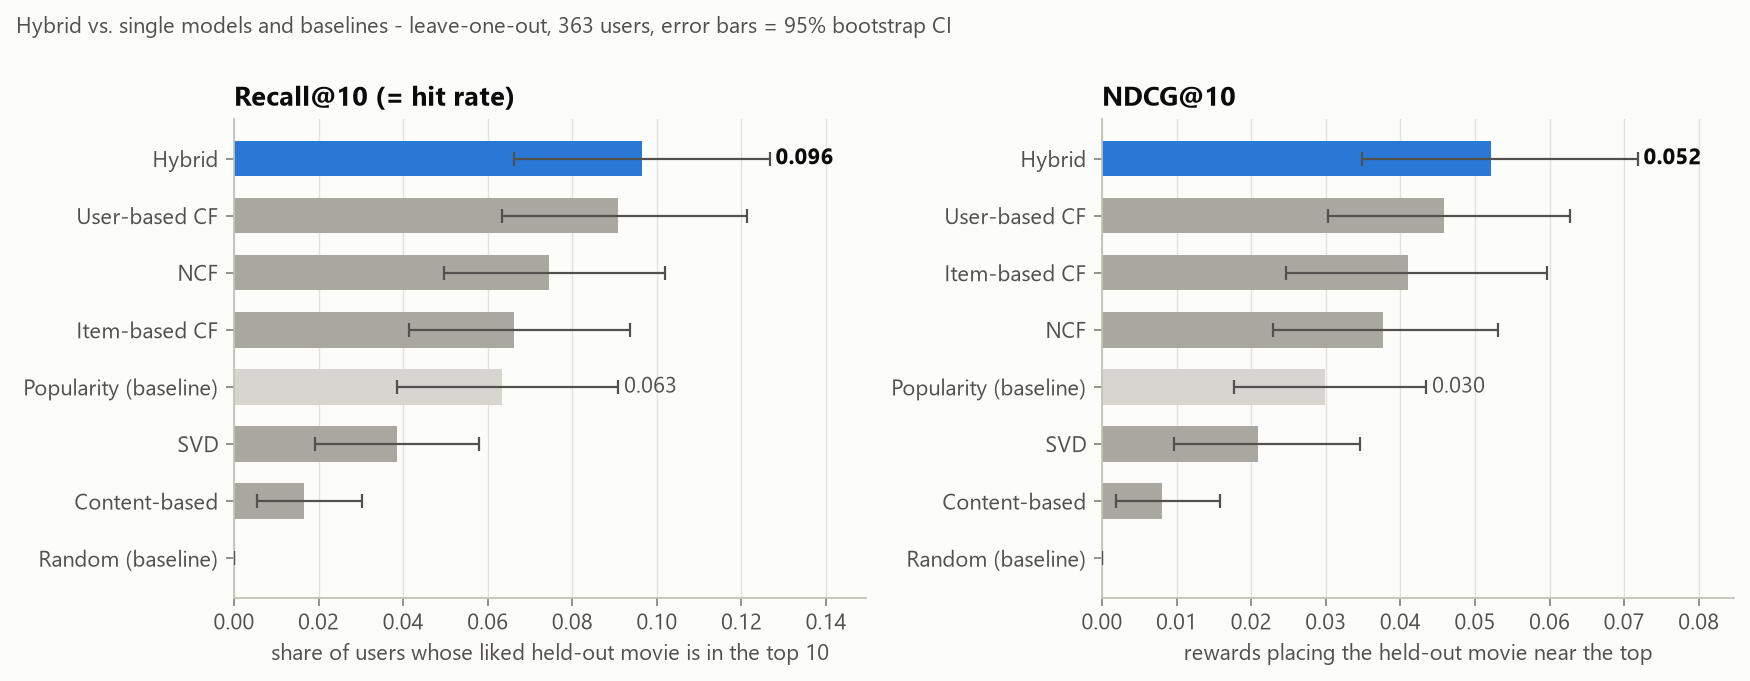 Hybrid vs. single models and baselines - leave-one-out, 363 users, error bars = 95% bootstrap CI
Recall@10 (= hit rate)
Hybrid
0.096
User-based CF
NCF
Item-based CF
Popularity (baseline)
0.063
SVD
Content-based
Random (baseline)
0.00 0.02 0.04 0.06 0.08 0.10 0.12 0.14
share of users whose liked held-out movie is in the top 10
NDCG@10
Hybrid
0.052
User-based CF
Item-based CF
NCF
Popularity (baseline)
0.030
SVD
Content-based
Random (baseline)
0.00 0.01 0.02 0.03 0.04 0.05 0.06 0.07 0.08
rewards placing the held-out movie near the top